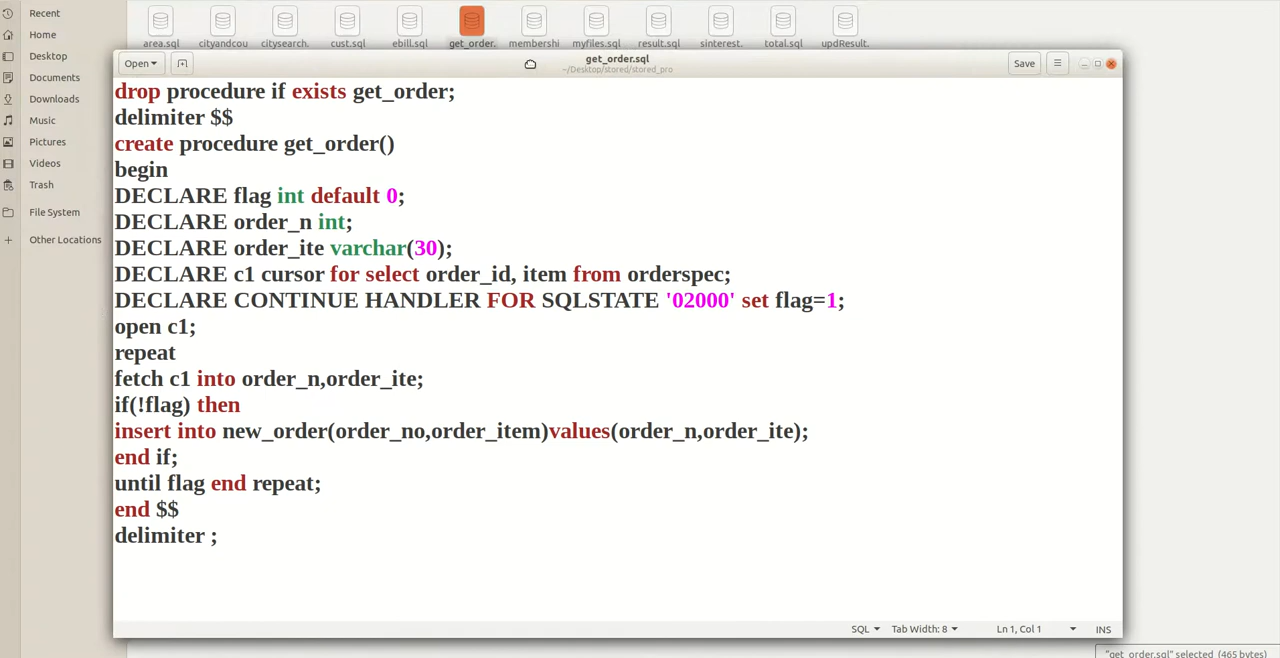 Recent
Home
Desktop
Documents
Downloads
Music
Pictures
Videos
Trash
File System
Other Locations
area.sql cityandcou citysearch. cust.sql ebill.sql get_order. membershi myfiles.sql result.sql sinterest. total.sql updResult.
Open get_order.sql Save
~/Desktop/stored/stored_pro
drop procedure if exists get_order;
delimiter $$
create procedure get_order()
begin
DECLARE flag int default 0;
DECLARE order_n int;
DECLARE order_ite varchar(30);
DECLARE c1 cursor for select order_id, item from orderspec;
DECLARE CONTINUE HANDLER FOR SQLSTATE '02000' set flag=1;
open c1;
repeat
fetch c1 into order_n,order_ite;
if(!flag) then
insert into new_order(order_no,order_item)values(order_n,order_ite);
end if;
until flag end repeat;
end $$
delimiter ;
SQL Tab Width: 8 Ln 1, Col 1 INS
"get_order.sql" selected (465 bytes)